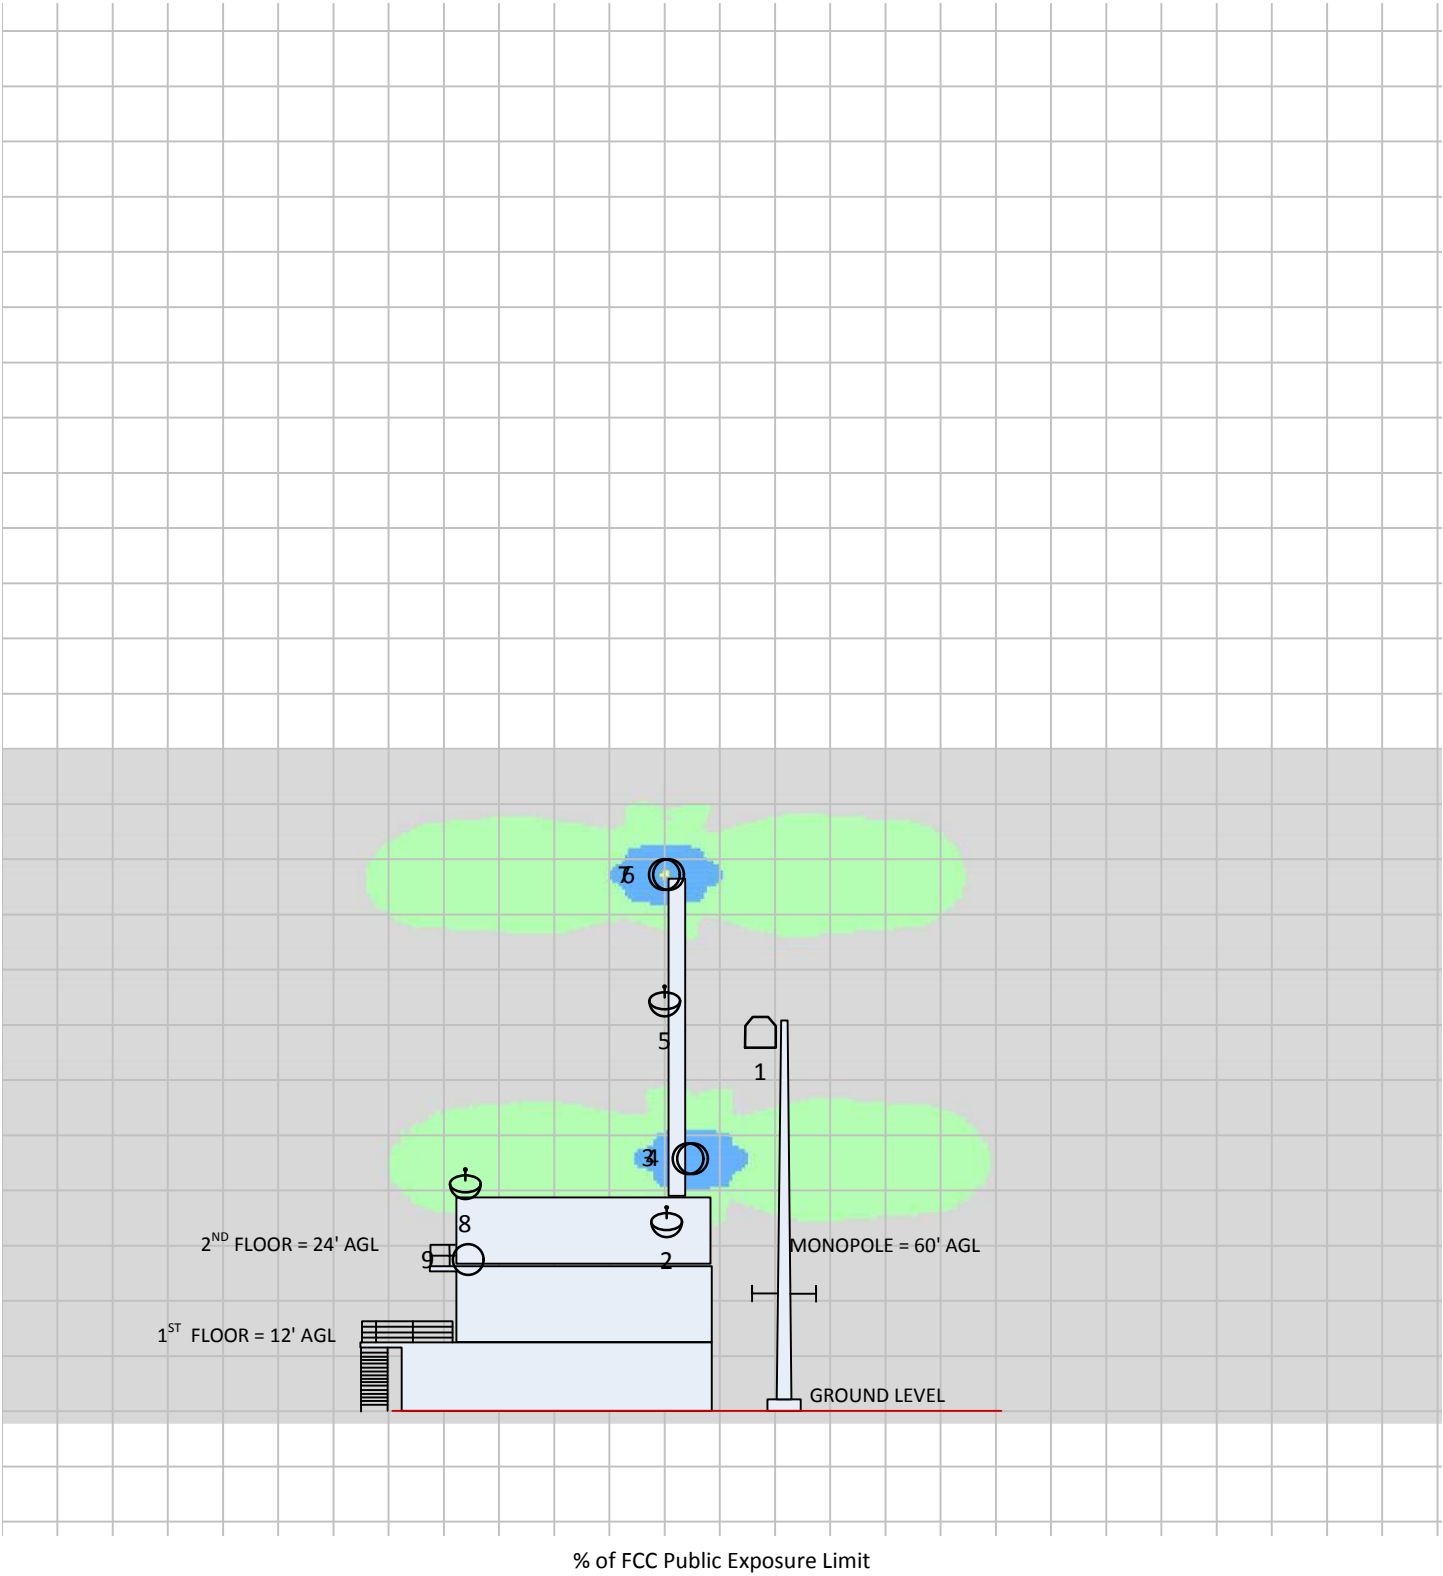 76
5
1
34
8
2ND FLOOR = 24' AGL
9
2
MONOPOLE = 60' AGL
1ST FLOOR = 12' AGL
GROUND LEVEL
% of FCC Public Exposure Limit